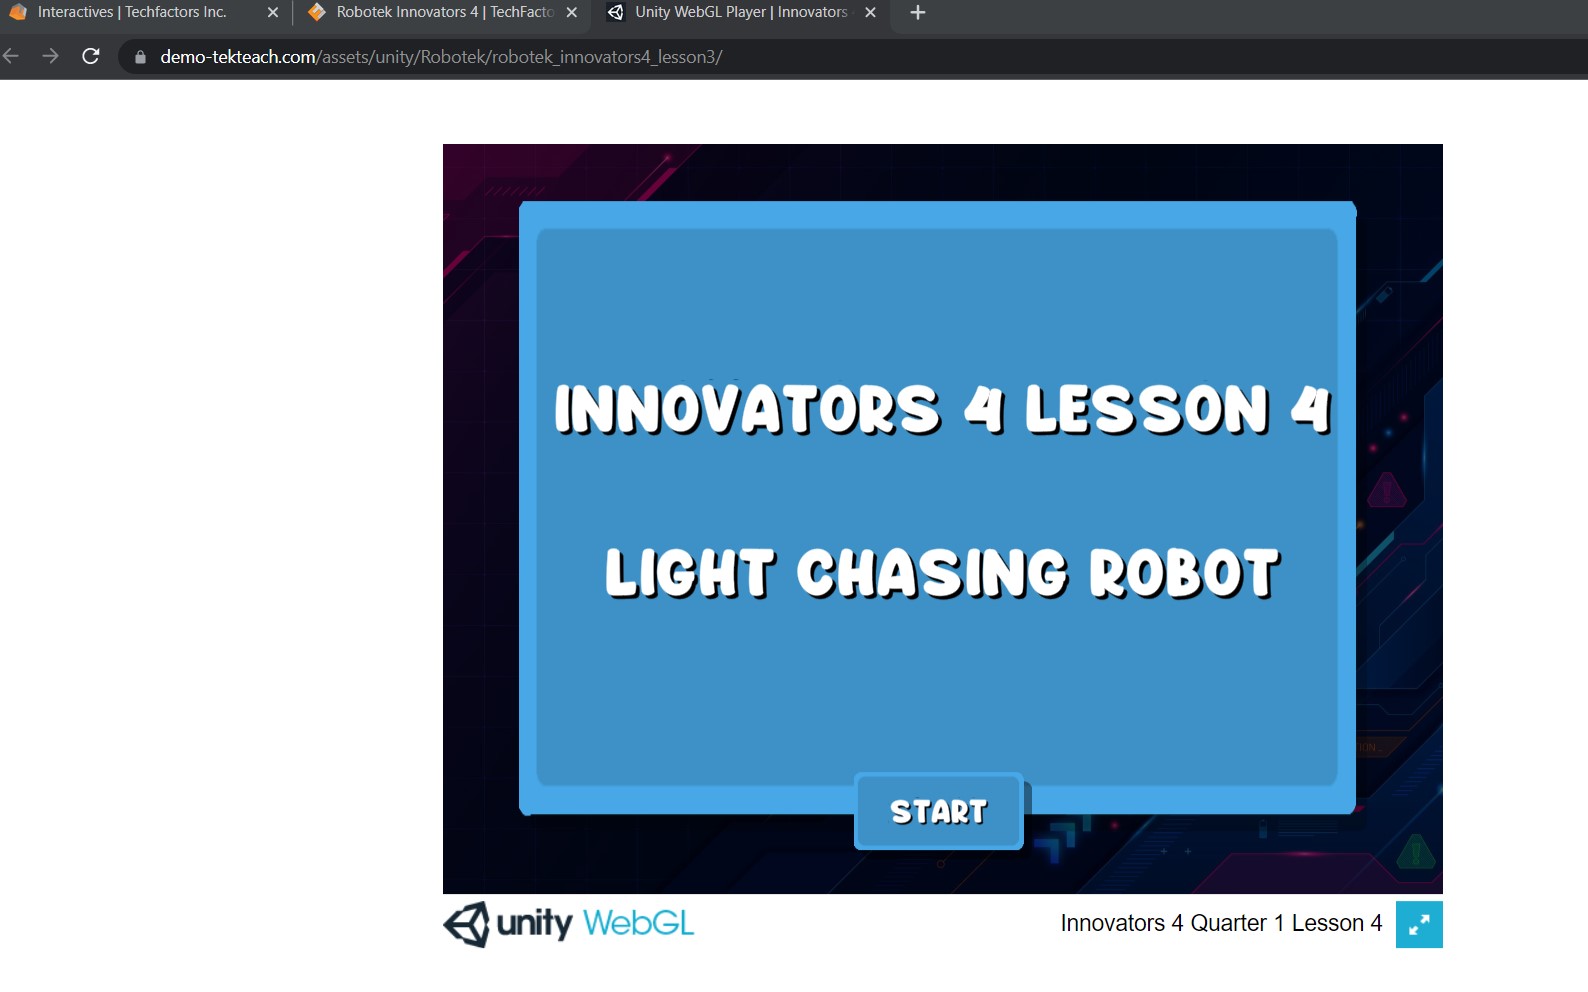 Interactives | Techfactors Inc.
Robotek Innovators 4 | TechFacto
Unity WebGL Player | Innovators
demo-tekteach.com/assets/unity/Robotek/robotek_innovators4_lesson3/
INNOVATORS 4 LESSON 4
LIGHT CHASING ROBOT
START
unity WebGL
Innovators 4 Quarter 1 Lesson 4